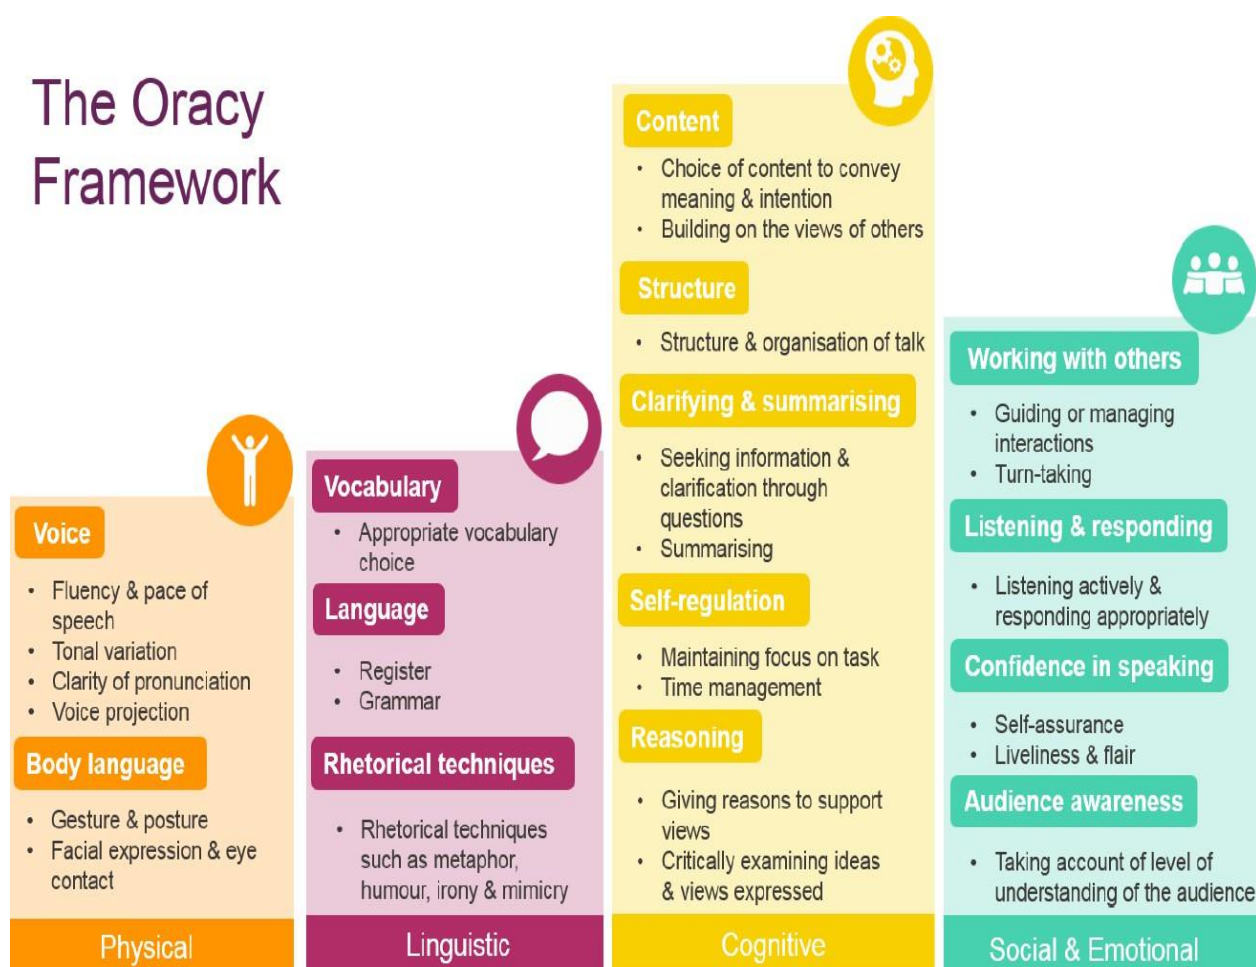 The Oracy
Framework
Voice
• Fluency & pace of
speech
• Tonal variation
• Clarity of pronunciation
• Voice projection
Body language
• Gesture & posture
• Facial expression & eye
contact
Physical
Vocabulary
• Appropriate vocabulary
choice
Language
• Register
• Grammar
Rhetorical techniques
• Rhetorical techniques
such as metaphor,
humour, irony & mimicry
Linguistic
Content
• Choice of content to convey
meaning & intention
• Building on the views of others
Structure
• Structure & organisation of talk
Clarifying & summarising
• Seeking information &
clarification through
questions
• Summarising
Self-regulation
• Maintaining focus on task
• Time management
Reasoning
• Giving reasons to support
views
• Critically examining ideas
& views expressed
Cognitive
Working with others
• Guiding or managing
interactions
• Turn-taking
Listening & responding
• Listening actively &
responding appropriately
Confidence in speaking
• Self-assurance
• Liveliness & flair
Audience awareness
• Taking account of level of
understanding of the audience
Social & Emotional